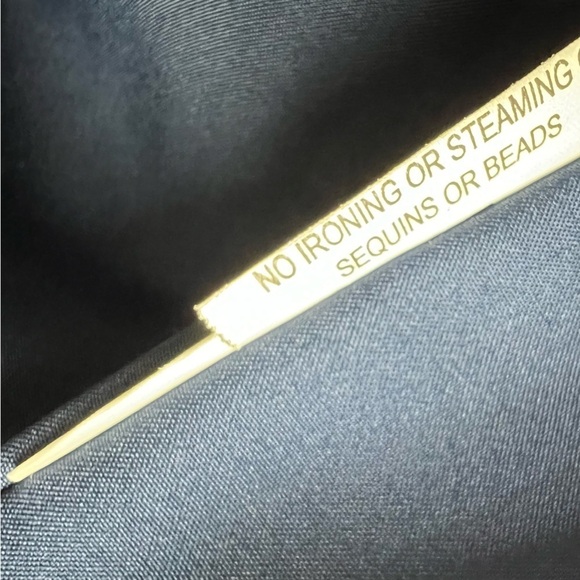 NO IRONING OR STEAMING
SEQUINS OR BEADS